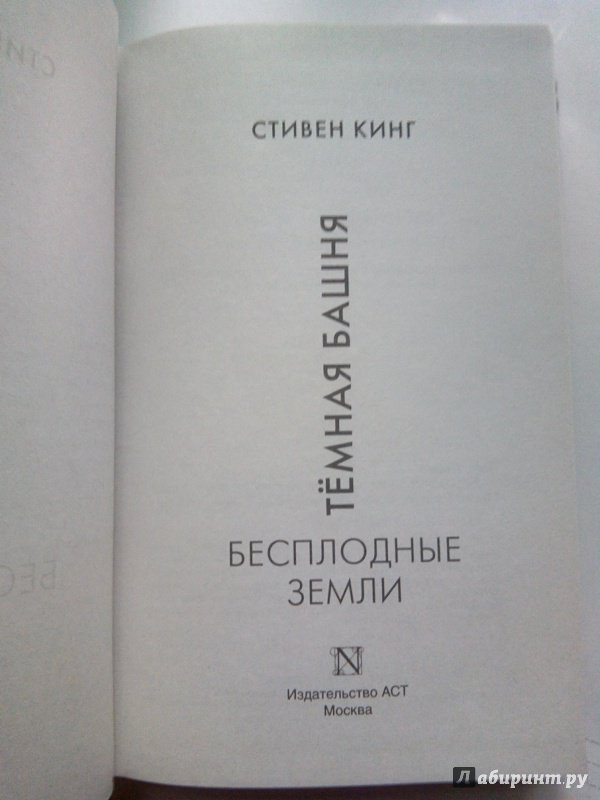 СТИВЕН КИНГ
ТЁМНАЯ БАШНЯ
БЕСПЛОДНЫЕ
ЗЕМЛИ
N
Издательство АСТ
Москва
Лабиринт.ру